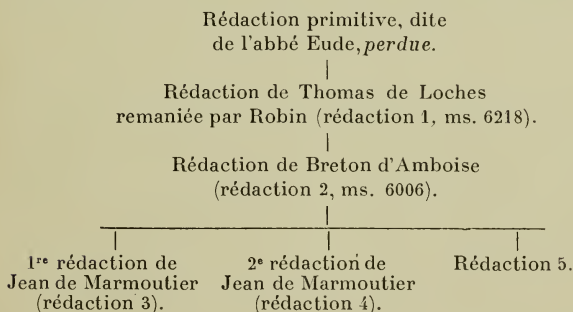 Rédaction primitive, dite
de l'abbé Eude, perdue.
Rédaction de Thomas de Loches
remaniée par Robin (rédaction 1, ms. 6218).
Rédaction de Breton d'Amboise
(rédaction 2, ms. 6006).
1re rédaction de
Jean de Marmoutier
(rédaction 3).
2e rédaction de
Jean de Marmoutier
(rédaction 4).
Rédaction 5.